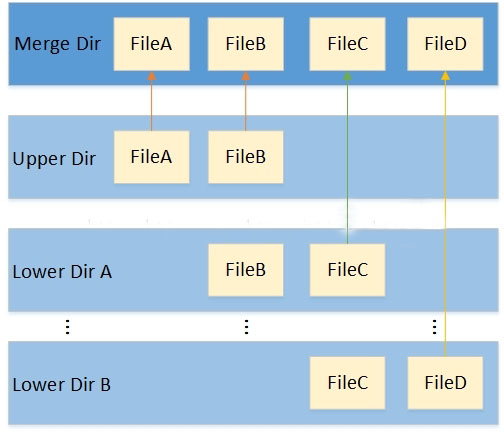 Merge Dir FileA FileB FileC FileD
Upper Dir FileA FileB
Lower Dir A FileB FileC
Lower Dir B FileC FileD